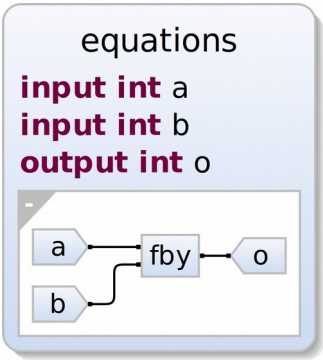 equations
input int a
input int b
output int o
-
a
fby
o
b